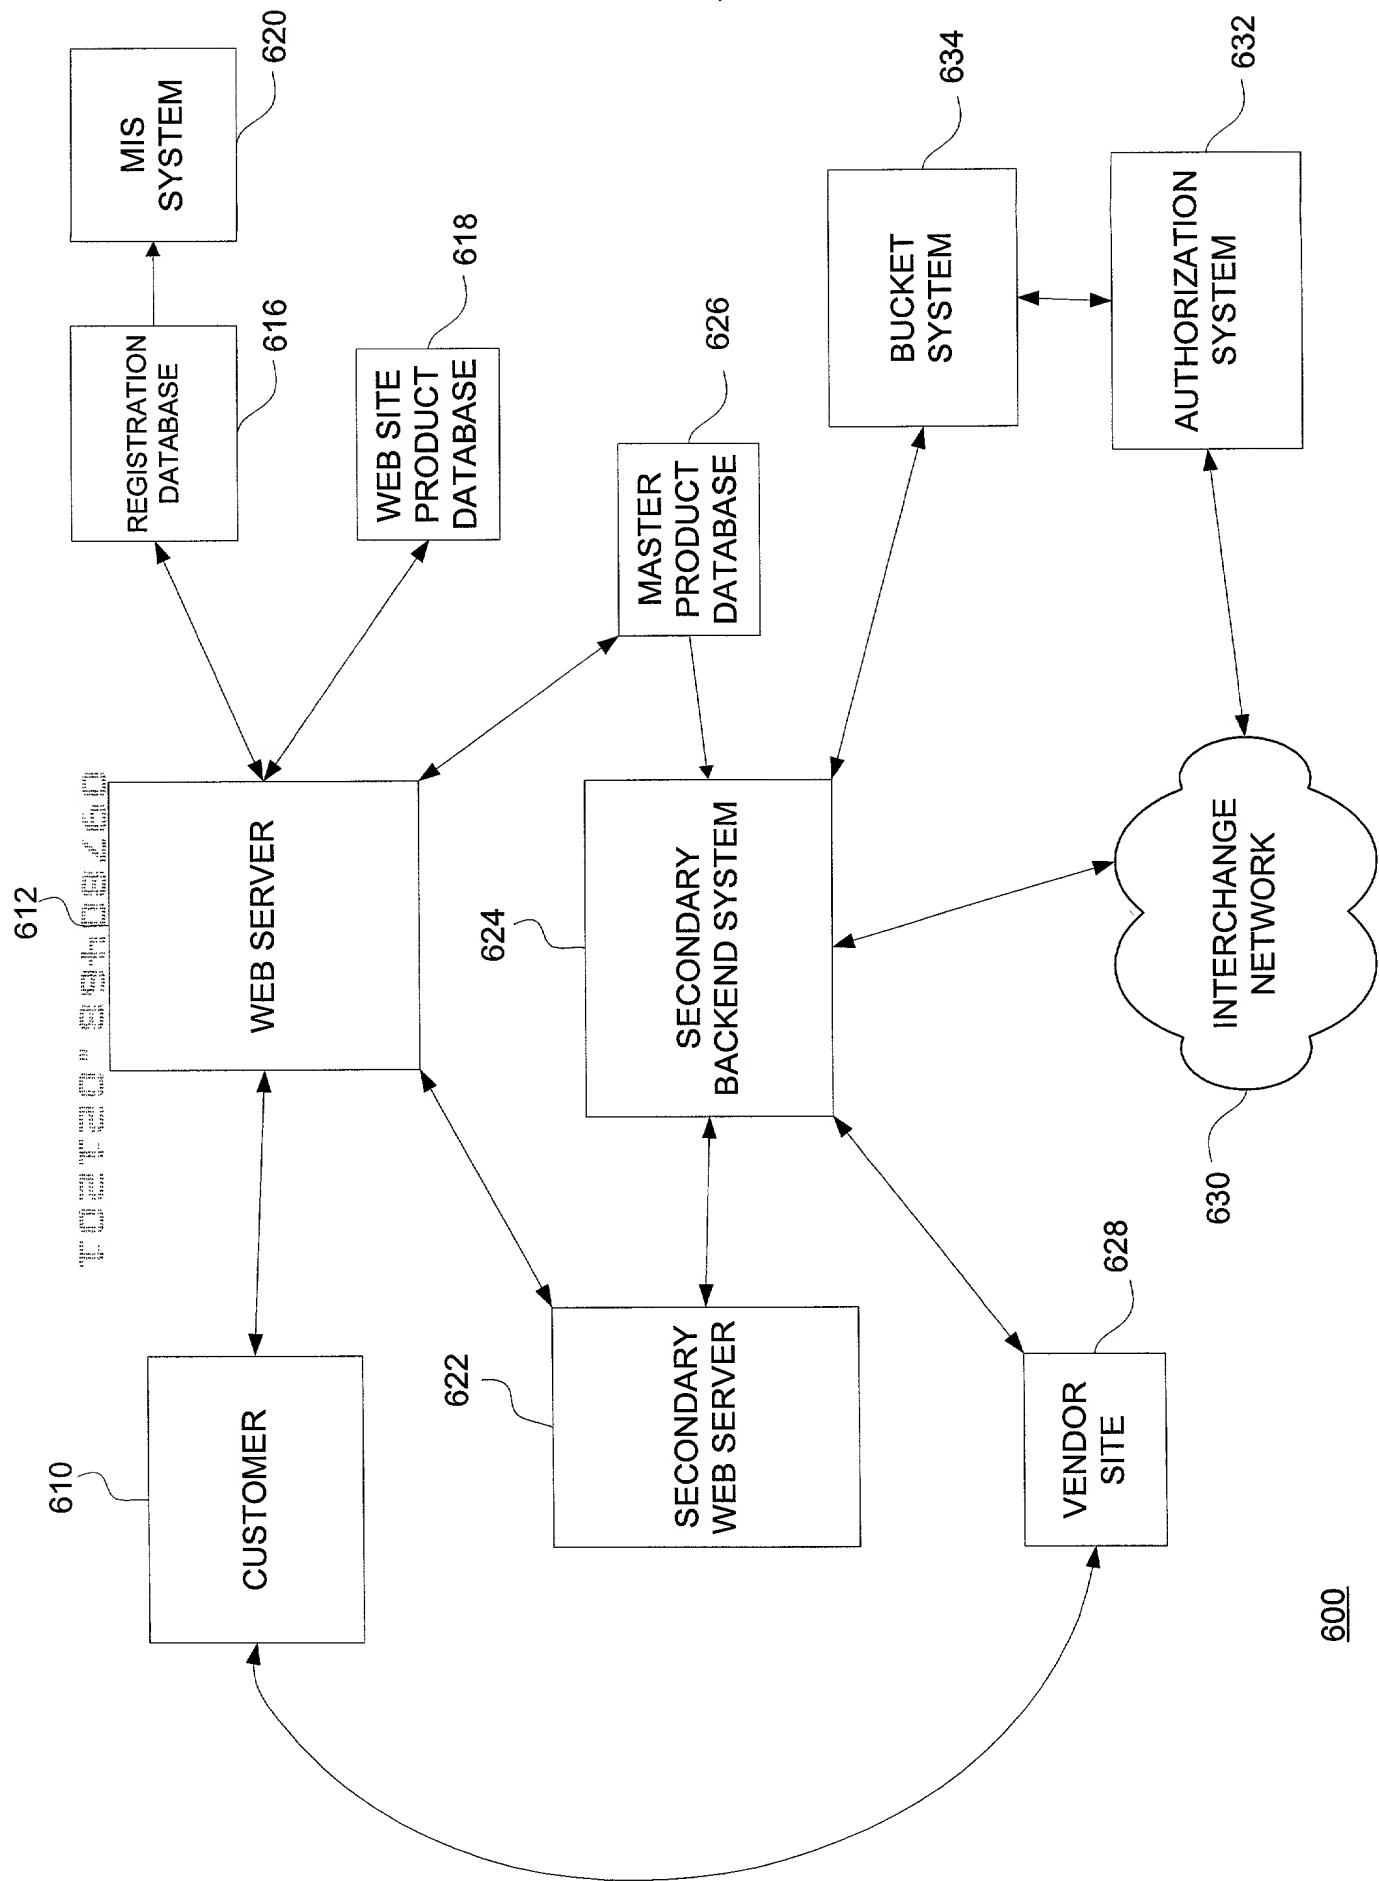 612
610
CUSTOMER
WEB SERVER
REGISTRATION
DATABASE
616
MIS
SYSTEM
620
WEB SITE
PRODUCT
DATABASE
618
622
SECONDARY
WEB SERVER
624
SECONDARY
BACKEND SYSTEM
MASTER
PRODUCT
DATABASE
626
BUCKET
SYSTEM
634
VENDOR
SITE
628
630
INTERCHANGE
NETWORK
AUTHORIZATION
SYSTEM
632
600